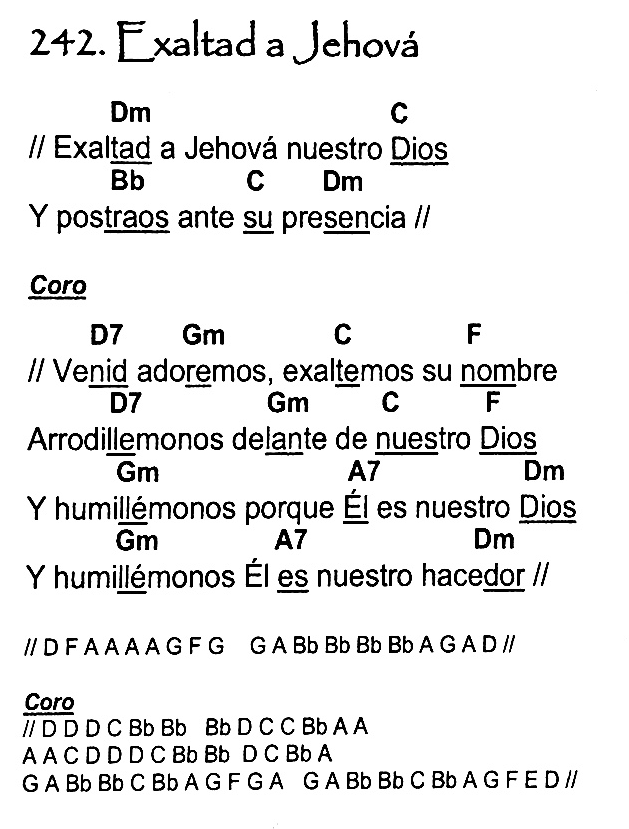 242. Exaltad a Jehová
Dm C
// Exaltad a Jehová nuestro Dios
Bb C Dm
Y postraos ante su presencia //
Coro
D7 Gm C F
// Venid adoremos, exaltemos su nombre
D7 Gm C F
Arrodillemonos delante de nuestro Dios
Gm A7 Dm
Y humillémonos porque Él es nuestro Dios
Gm A7 Dm
Y humillémonos Él es nuestro hacedor //
// D F A A A A G F G G A Bb Bb Bb Bb A G A D //
Coro
// D D D C Bb Bb Bb D C C Bb A A
A A C D D D C Bb Bb D C Bb A
G A Bb Bb C Bb A G F G A G A Bb Bb C Bb A G F E D //